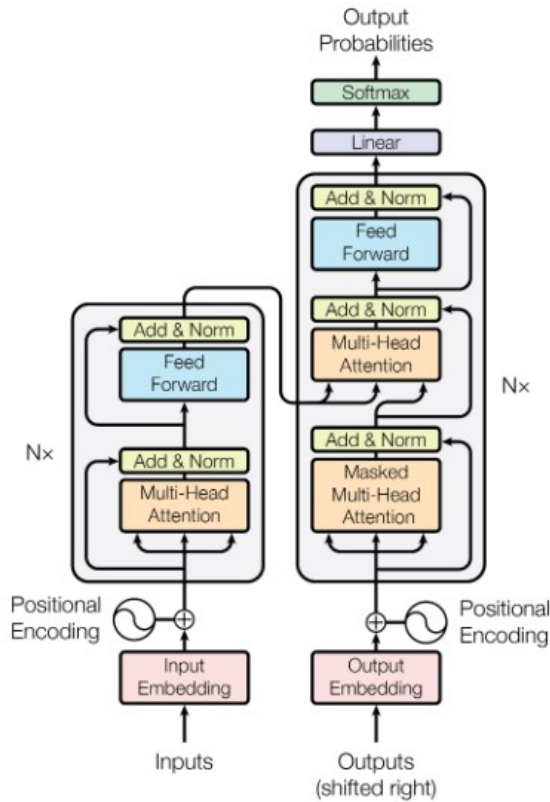 Output
Probabilities
Softmax
Linear
Add & Norm
Feed
Forward
Add & Norm
Multi-Head
Attention
Add & Norm
Masked
Multi-Head
Attention
Nx
Add & Norm
Feed
Forward
Add & Norm
Multi-Head
Attention
Nx
Positional
Encoding
Positional
Encoding
Input
Embedding
Output
Embedding
Inputs
Outputs
(shifted right)